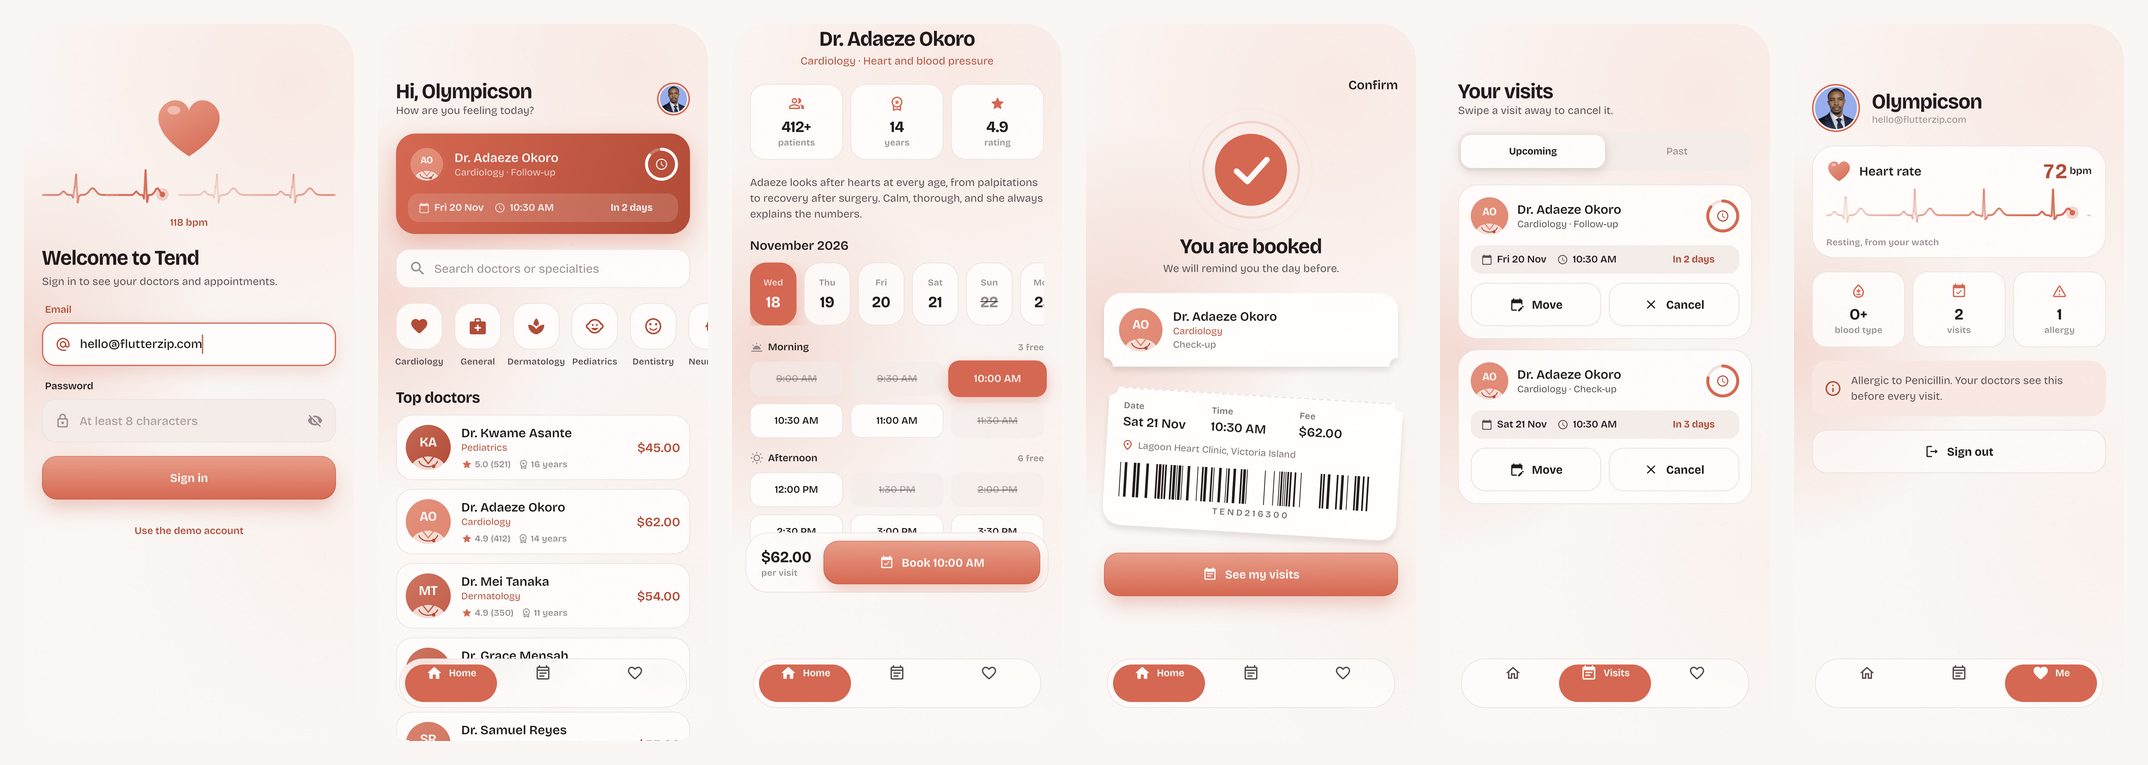 118 bpm
Welcome to Tend
Sign in to see your doctors and appointments.
Email
hello@flutterzip.com
Password
At least 8 characters
Sign in
Use the demo account
Hi, Olympicson
How are you feeling today?
AO
Dr. Adaeze Okoro
Cardiology · Follow-up
Fri 20 Nov 10:30 AM In 2 days
Search doctors or specialties
Cardiology General Dermatology Pediatrics Dentistry Neur
Top doctors
KA
Dr. Kwame Asante
Pediatrics
5.0 (521) 16 years
$45.00
AO
Dr. Adaeze Okoro
Cardiology
4.9 (412) 14 years
$62.00
MT
Dr. Mei Tanaka
Dermatology
4.9 (350) 11 years
$54.00
Dr. Grace Mensah
Home
SR
Dr. Samuel Reyes
Dr. Adaeze Okoro
Cardiology · Heart and blood pressure
412+ 14 4.9
patients years rating
Adaeze looks after hearts at every age, from palpitations
to recovery after surgery. Calm, thorough, and she always
explains the numbers.
November 2026
Wed Thu Fri Sat Sun
18 19 20 21 22
Morning 3 free
9:00 AM 9:30 AM 10:00 AM
10:30 AM 11:00 AM 11:30 AM
Afternoon 6 free
12:00 PM 1:30 PM 2:00 PM
2:30 PM 3:00 PM 3:30 PM
$62.00
per visit
Book 10:00 AM
Home
Confirm
You are booked
We will remind you the day before.
AO
Dr. Adaeze Okoro
Cardiology
Check-up
Date Time Fee
Sat 21 Nov 10:30 AM $62.00
Lagoon Heart Clinic, Victoria Island
TEND216300
See my visits
Home
Your visits
Swipe a visit away to cancel it.
Upcoming Past
AO
Dr. Adaeze Okoro
Cardiology · Follow-up
Fri 20 Nov 10:30 AM In 2 days
Move Cancel
AO
Dr. Adaeze Okoro
Cardiology · Check-up
Sat 21 Nov 10:30 AM In 3 days
Move Cancel
Visits
Olympicson
hello@flutterzip.com
Heart rate 72 bpm
Resting, from your watch
O+ 2 1
blood type visits allergy
Allergic to Penicillin. Your doctors see this
before every visit.
Sign out
Me